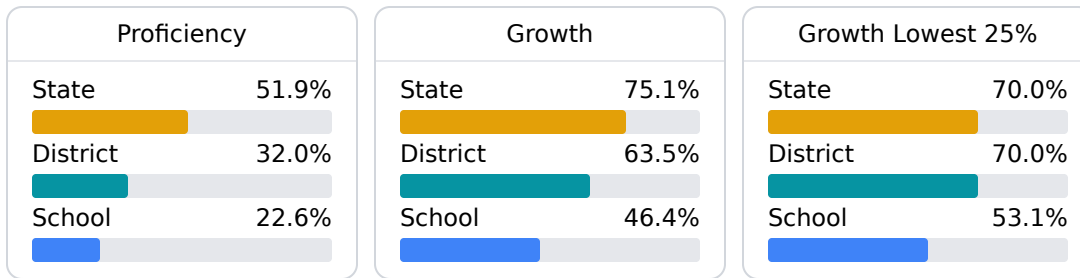 Proficiency
State 51.9%
District 32.0%
School 22.6%
Growth
State 75.1%
District 63.5%
School 46.4%
Growth Lowest 25%
State 70.0%
District 70.0%
School 53.1%